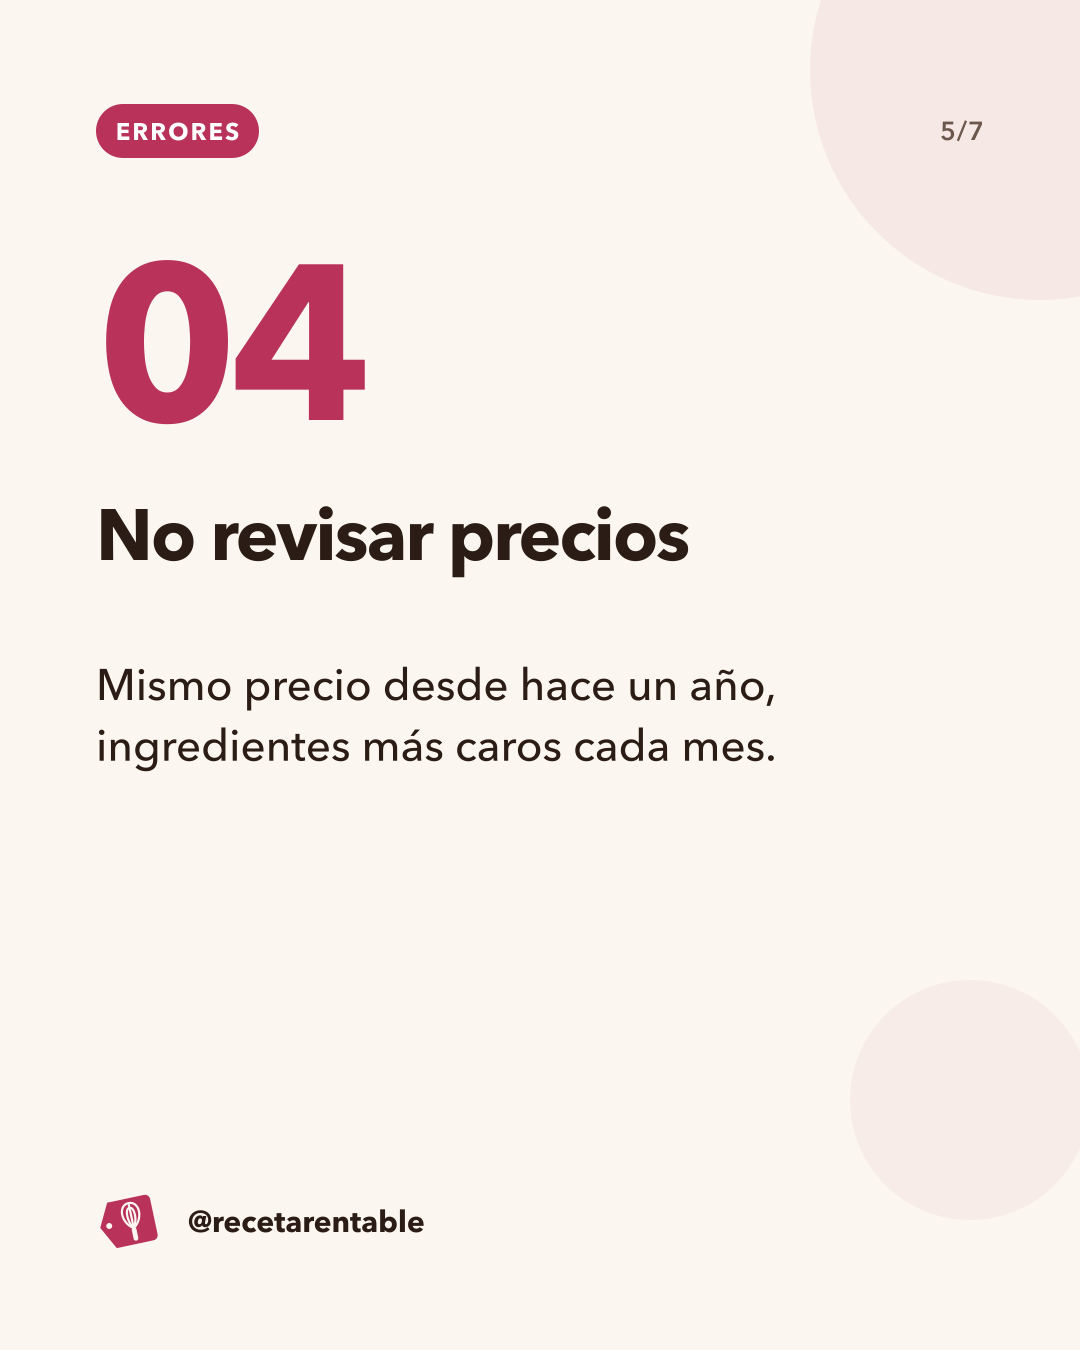 ERRORES
5/7
04
No revisar precios
Mismo precio desde hace un año,
ingredientes más caros cada mes.
@recetarentable